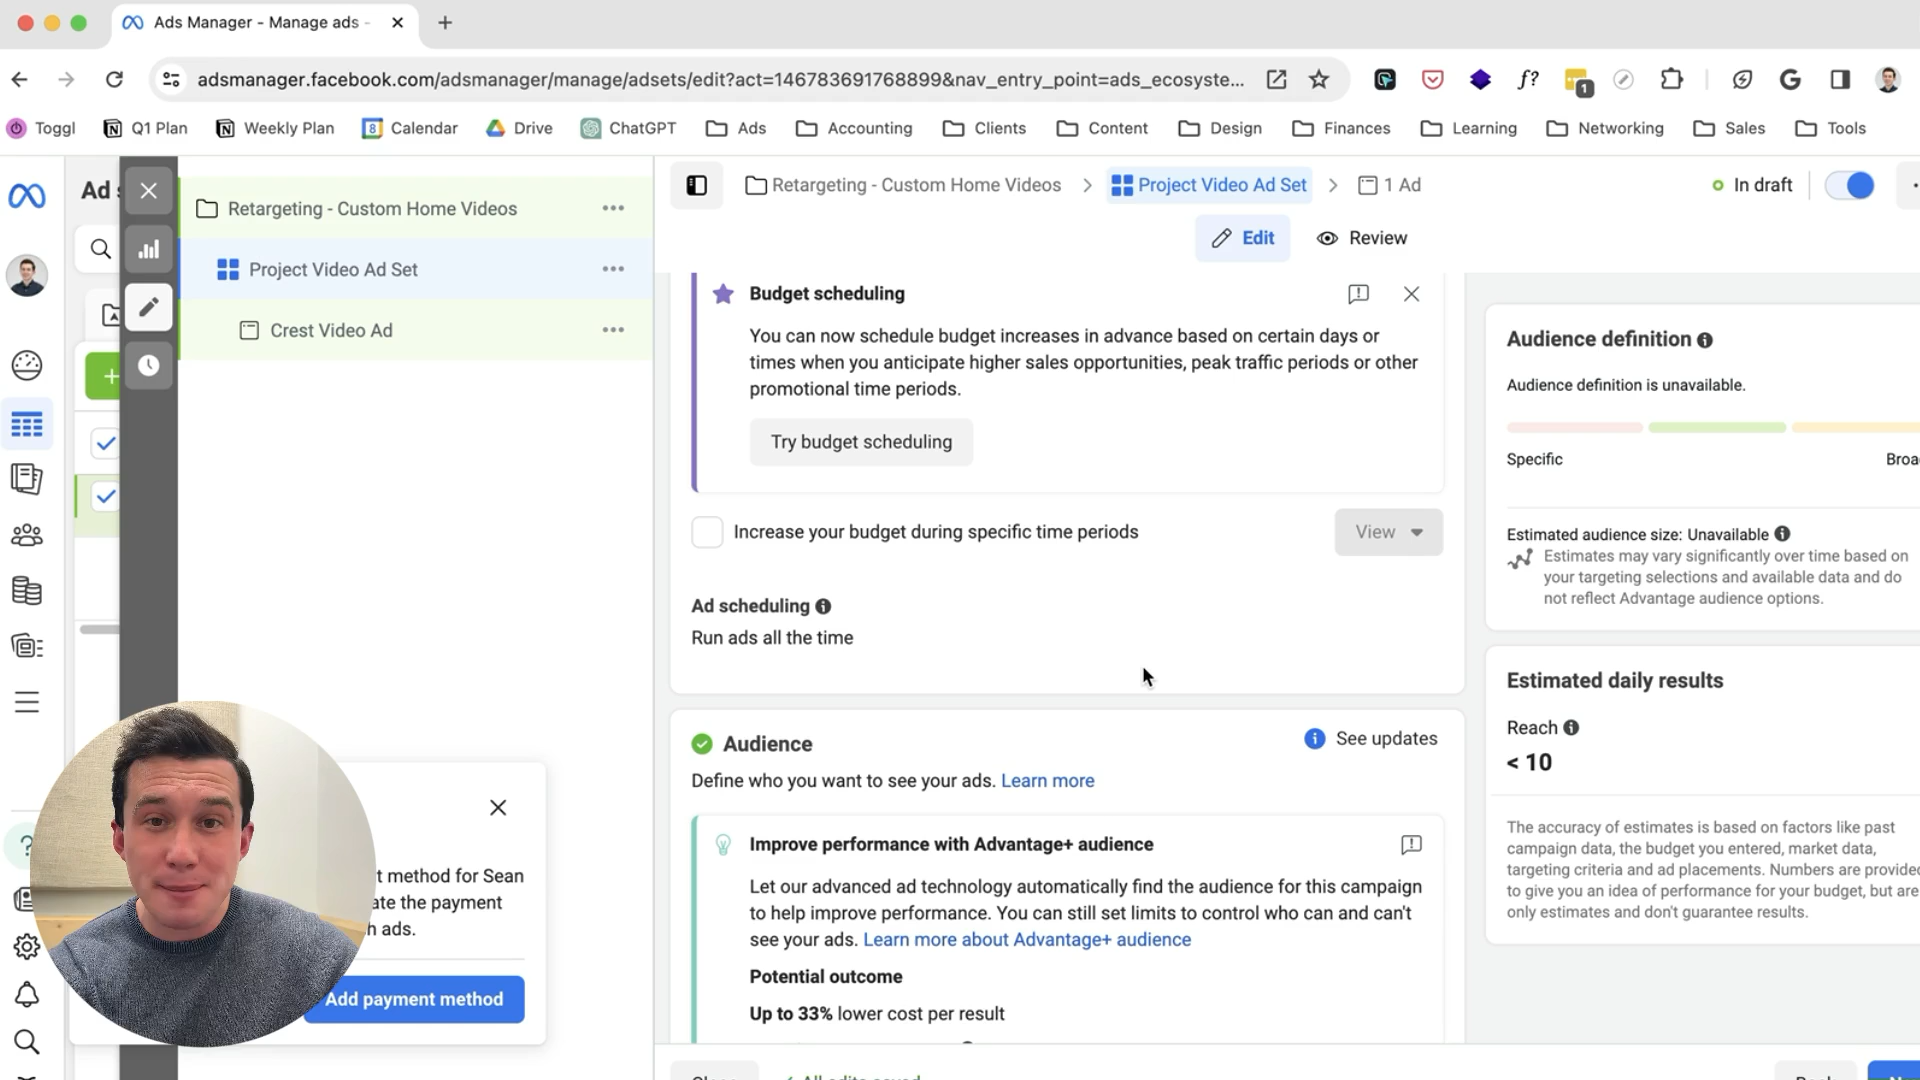 Ads Manager - Manage ads -
adsmanager.facebook.com/adsmanager/manage/adsets/edit?act=146783691768899&nav_entry_point=ads_ecosyste...
f?
1
Toggl
Q1 Plan
Weekly Plan
8
Calendar
Drive
ChatGPT
Ads
Accounting
Clients
Content
Design
Finances
Learning
Networking
Sales
Tools
Ad
Retargeting - Custom Home Videos
Project Video Ad Set
Crest Video Ad
Retargeting - Custom Home Videos
Project Video Ad Set
1 Ad
In draft
Edit
Review
Budget scheduling
You can now schedule budget increases in advance based on certain days or
times when you anticipate higher sales opportunities, peak traffic periods or other
promotional time periods.
Try budget scheduling
Increase your budget during specific time periods
View
Ad scheduling
Run ads all the time
Audience
See updates
Define who you want to see your ads. Learn more
Improve performance with Advantage+ audience
Let our advanced ad technology automatically find the audience for this campaign
to help improve performance. You can still set limits to control who can and can't
see your ads. Learn more about Advantage+ audience
Potential outcome
Up to 33% lower cost per result
All edits saved
Audience definition
Audience definition is unavailable.
Specific
Broa
Estimated audience size: Unavailable
Estimates may vary significantly over time based on
your targeting selections and available data and do
not reflect Advantage audience options.
Estimated daily results
Reach
< 10
The accuracy of estimates is based on factors like past
campaign data, the budget you entered, market data,
targeting criteria and ad placements. Numbers are provided
to give you an idea of performance for your budget, but are
only estimates and don't guarantee results.
t method for Sean
ate the payment
h ads.
Add payment method